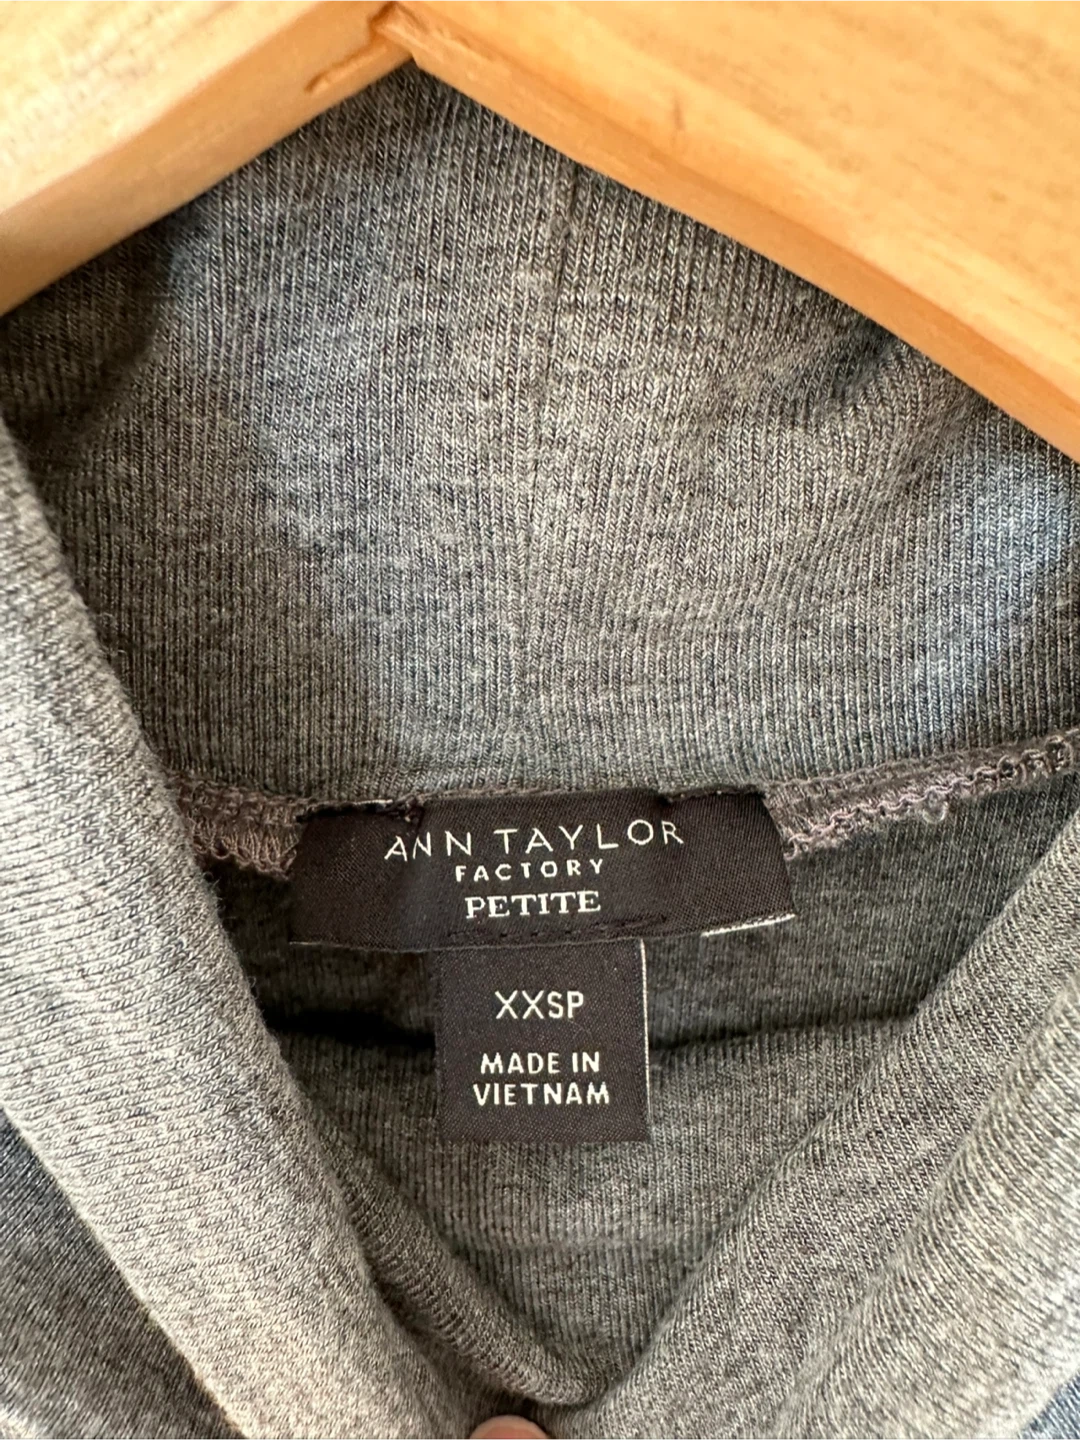 ANN TAYLOR
FACTORY
PETITE
XXSP
MADE IN
VIETNAM